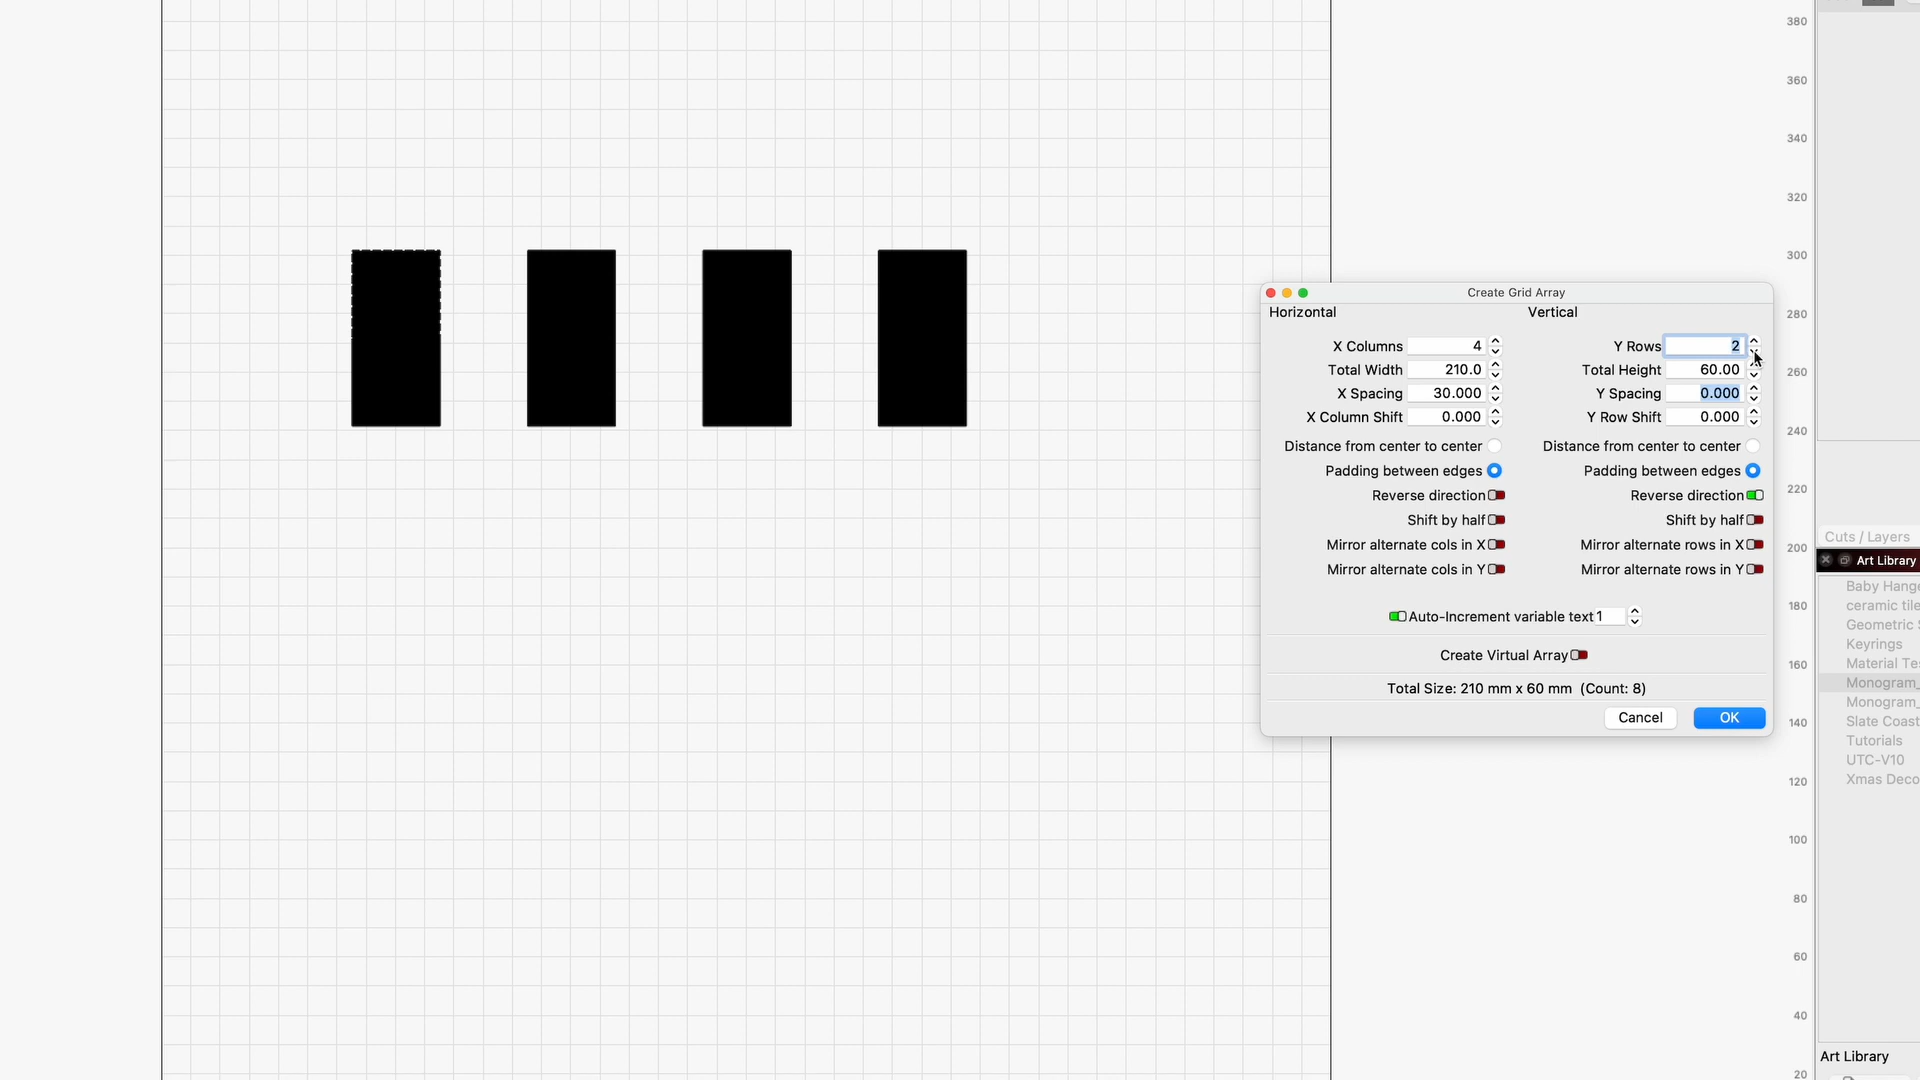 380
360
340
320
300
280
260
240
220
200
180
160
140
120
100
80
60
40
20
Create Grid Array
Horizontal
Vertical
X Columns 4
Y Rows 2
Total Width 210.0
Total Height 60.00
X Spacing 30.000
Y Spacing 0.000
X Column Shift 0.000
Y Row Shift 0.000
Distance from center to center
Distance from center to center
Padding between edges
Padding between edges
Reverse direction
Reverse direction
Shift by half
Shift by half
Mirror alternate cols in X
Mirror alternate rows in X
Mirror alternate cols in Y
Mirror alternate rows in Y
Auto-Increment variable text 1
Create Virtual Array
Total Size: 210 mm x 60 mm (Count: 8)
Cancel
OK
Cuts / Layers
Art Library
Baby Hange
ceramic tile
Geometric S
Keyrings
Material Tes
Monogram_
Monogram_
Slate Coast
Tutorials
UTC-V10
Xmas Deco
Art Library